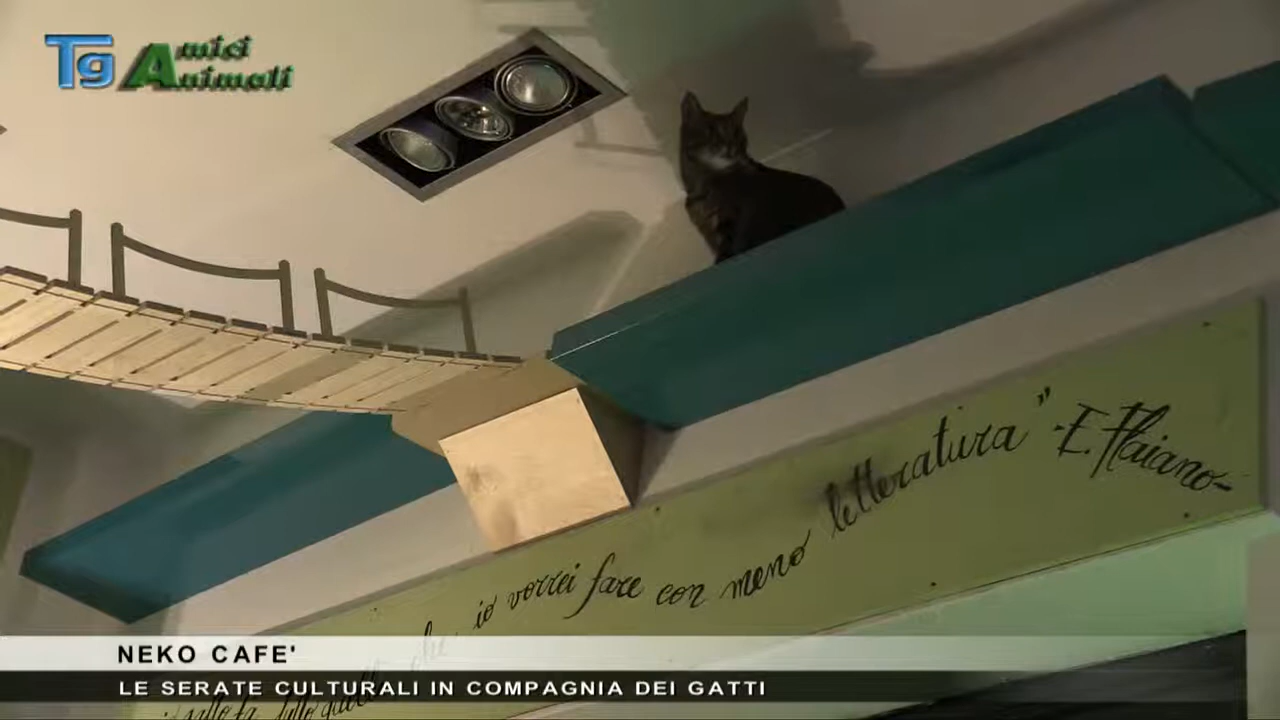 Tg Amici Animali
letteratura" - E. Flaiano -
che io vorrei fare con meno
NEKO CAFE'
LE SERATE CULTURALI IN COMPAGNIA DEI GATTI